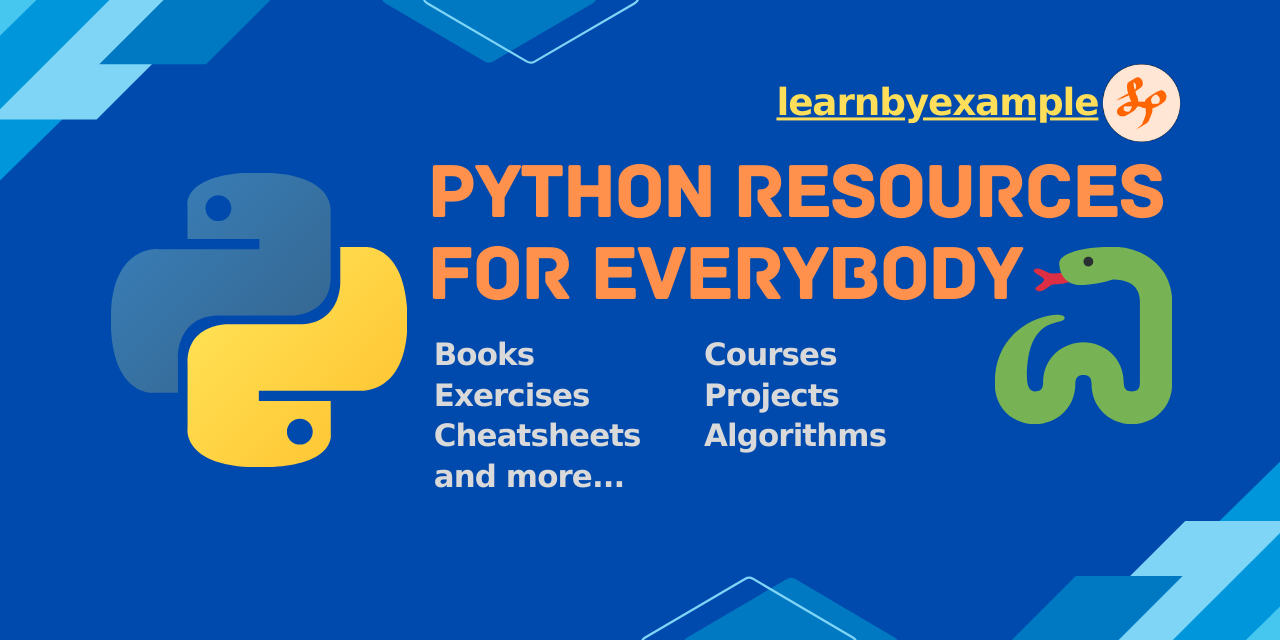 learnbyexample
PYTHON RESOURCES
FOR EVERYBODY
Books
Exercises
Cheatsheets
and more...
Courses
Projects
Algorithms